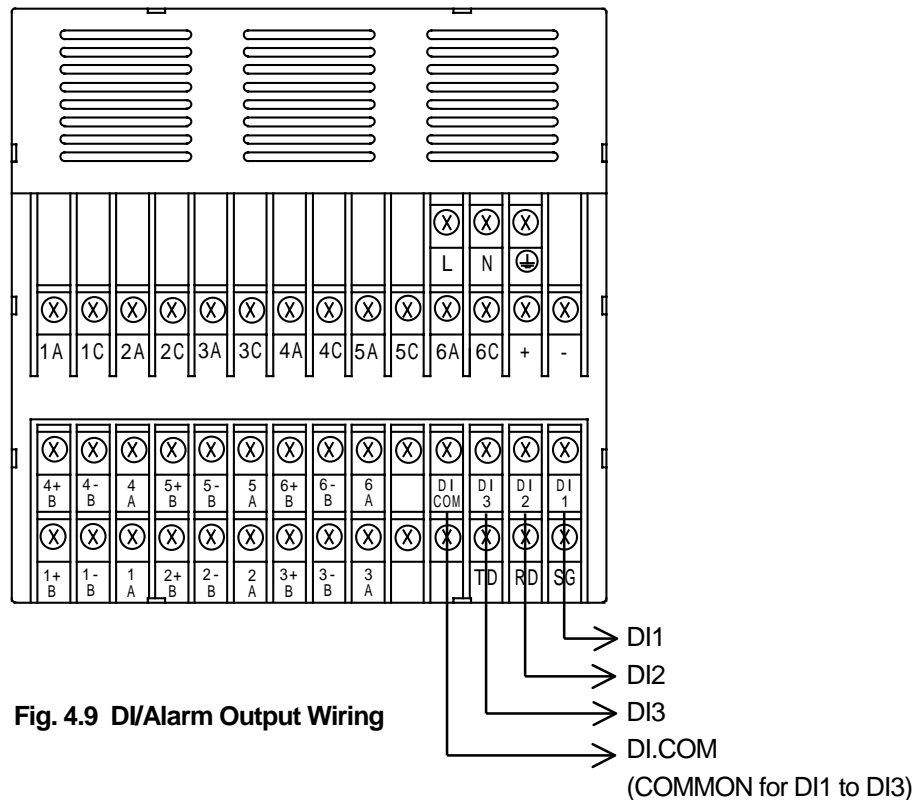 L N
1A 1C 2A 2C 3A 3C 4A 4C 5A 5C 6A 6C + -
4+ 4- 4 5+ 5- 5 6+ 6- 6 DI DI DI DI
B B A B B A B B A COM 3 2 1
1+ 1- 1 2+ 2- 2 3+ 3- 3 TD RD SG
B B A B B A B B A
DI1
DI2
DI3
DI.COM
(COMMON for DI1 to DI3)
Fig. 4.9 DI/Alarm Output Wiring